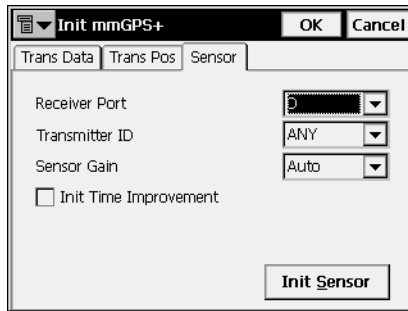 Init mmGPS+ OK Cancel
Trans Data Trans Pos Sensor
Receiver Port D
Transmitter ID ANY
Sensor Gain Auto
Init Time Improvement
Init Sensor